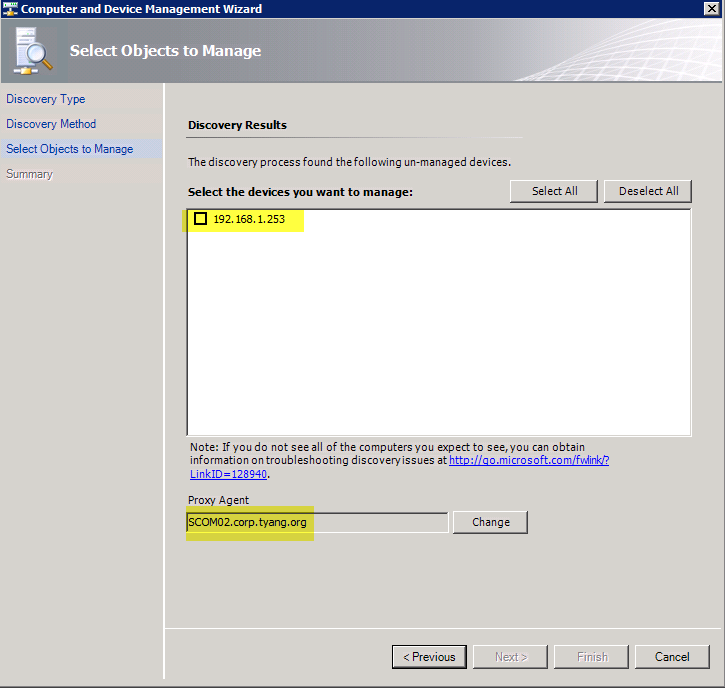 Computer and Device Management Wizard
Select Objects to Manage
Discovery Type
Discovery Method
Select Objects to Manage
Summary
Discovery Results
The discovery process found the following un-managed devices.
Select the devices you want to manage:
Select All
Deselect All
192.168.1.253
Note: If you do not see all of the computers you expect to see, you can obtain
information on troubleshooting discovery issues at http://go.microsoft.com/fwlink/?
LinkID=128940.
Proxy Agent
SCOM02.corp.tyang.org
Change
< Previous
Next >
Finish
Cancel